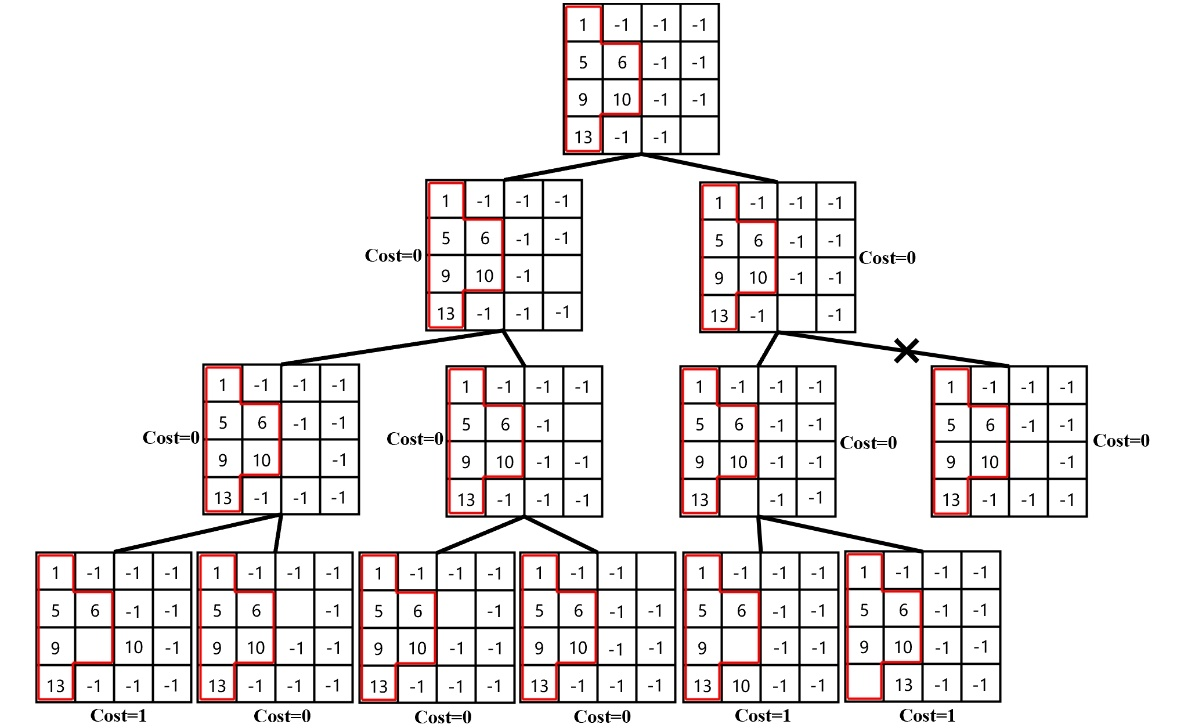 1 -1 -1 -1
5 6 -1 -1
9 10 -1 -1
13 -1 -1
1 -1 -1 -1
5 6 -1 -1
9 10 -1
13 -1 -1 -1
Cost=0
1 -1 -1 -1
5 6 -1 -1
9 10 -1 -1
13 -1 -1
Cost=0
1 -1 -1 -1
5 6 -1 -1
9 10 -1
13 -1 -1 -1
Cost=0
1 -1 -1 -1
5 6 -1
9 10 -1 -1
13 -1 -1 -1
Cost=0
1 -1 -1 -1
5 6 -1 -1
9 10 -1 -1
13 -1 -1
Cost=0
1 -1 -1 -1
5 6 -1 -1
9 10 -1
13 -1 -1 -1
Cost=0
1 -1 -1 -1
5 6 -1 -1
9 10 -1
13 -1 -1 -1
Cost=1
1 -1 -1 -1
5 6 -1
9 10 -1 -1
13 -1 -1 -1
Cost=0
1 -1 -1 -1
5 6 -1
9 10 -1 -1
13 -1 -1 -1
Cost=0
1 -1 -1
5 6 -1 -1
9 10 -1 -1
13 -1 -1 -1
Cost=0
1 -1 -1 -1
5 6 -1 -1
9 -1 -1
13 10 -1 -1
Cost=1
1 -1 -1 -1
5 6 -1 -1
9 10 -1 -1
13 -1 -1
Cost=1